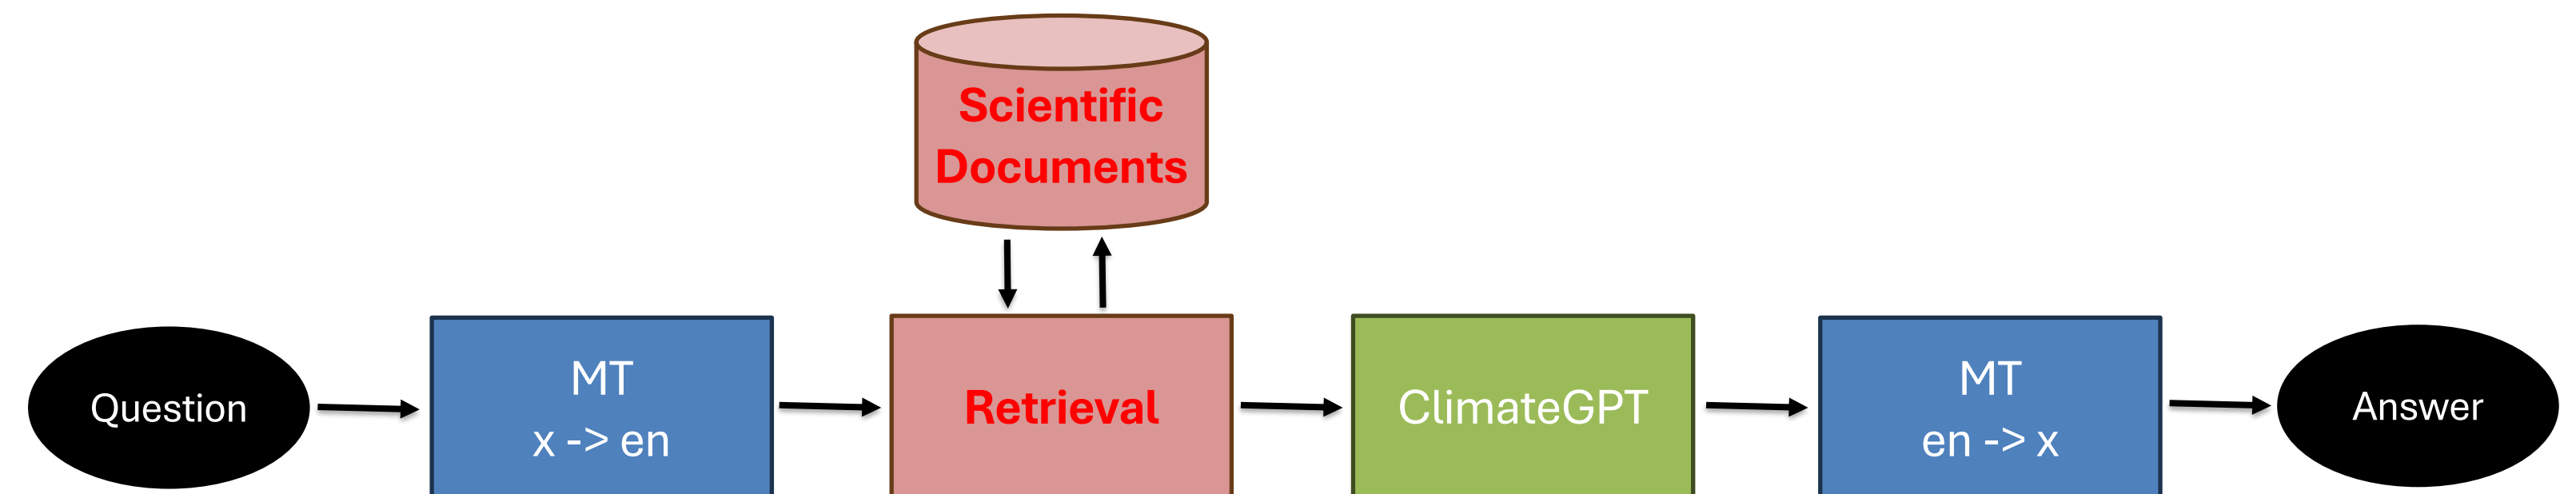 Scientific
Documents
Question
MT
x -> en
Retrieval
ClimateGPT
MT
en -> x
Answer